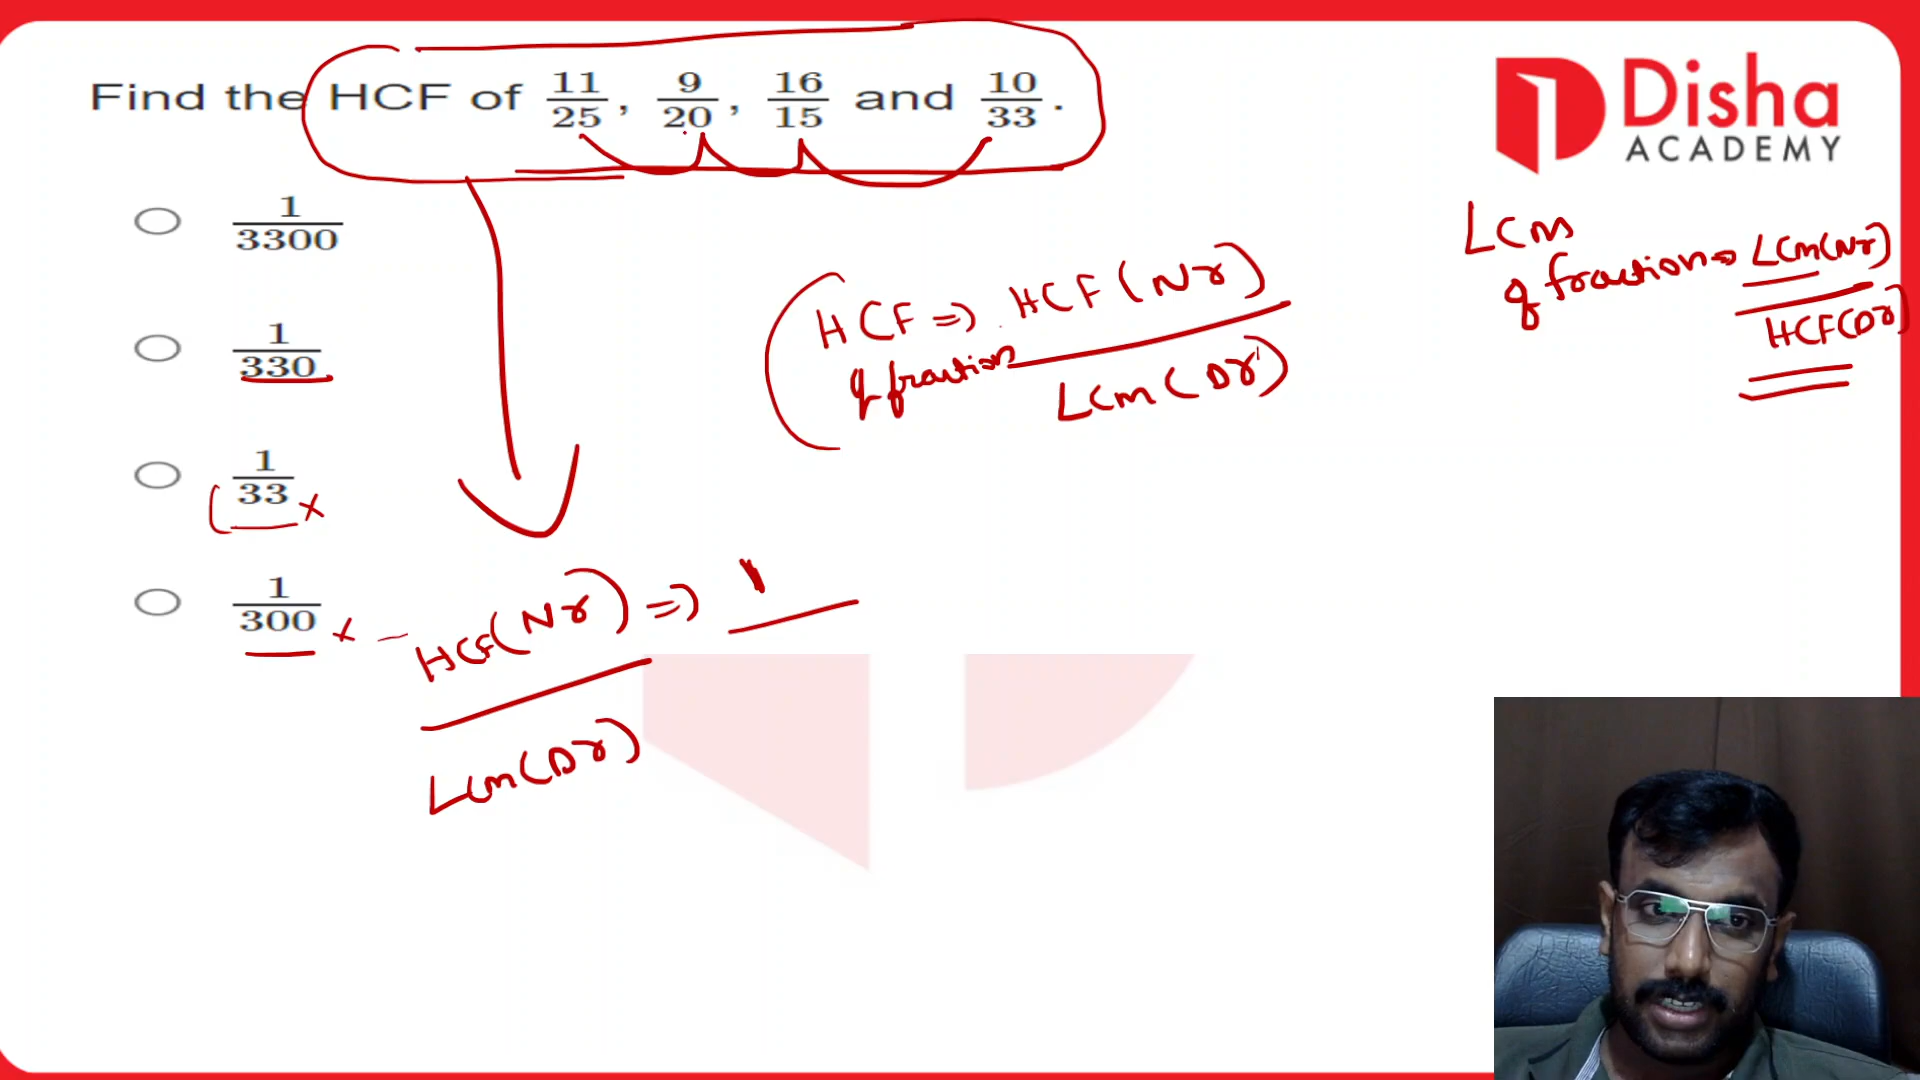 Find the HCF of 11/25, 9/20, 16/15 and 10/33.
Disha
ACADEMY
1/3300
1/330
1/33 x
1/300 x
HCF => HCF (Nr)
of fraction LCm (Dr)
LCm
of fraction => LCm(Nr)
HCF(Dr)
HCF(Nr) => 1
LCm(Dr)